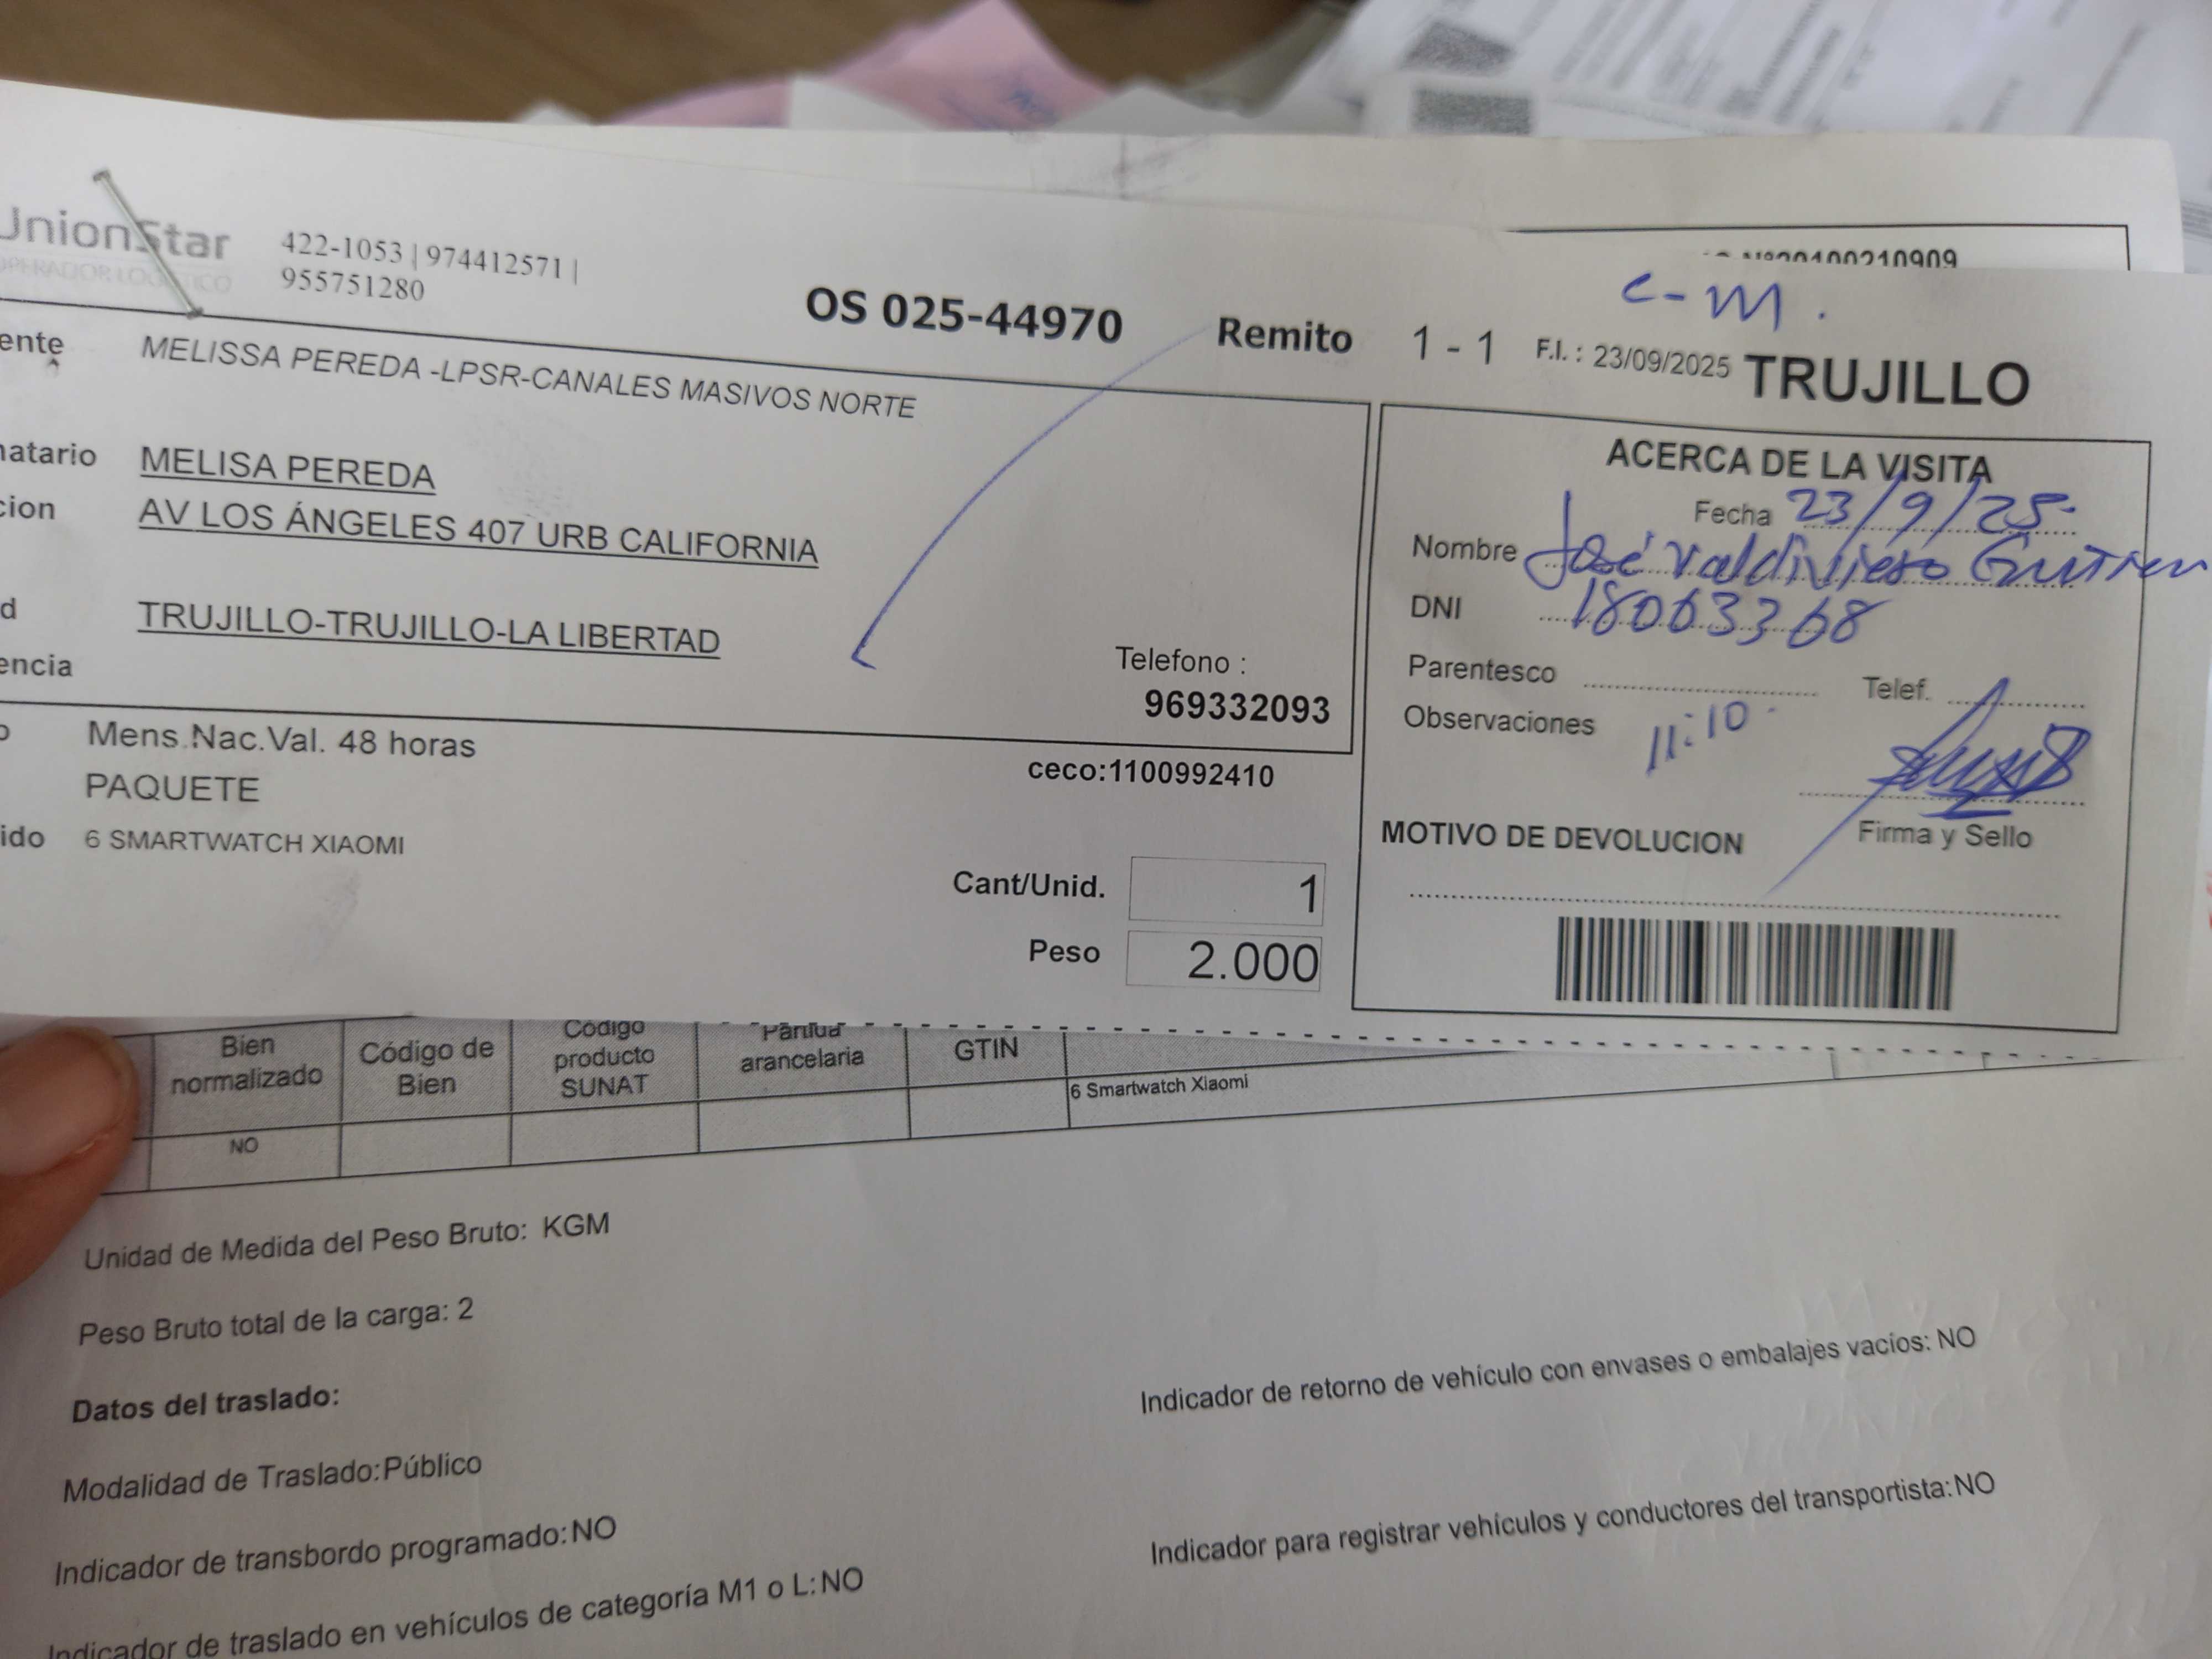 UnionStar
OPERADOR LOGÍSTICO
422-1053 | 974412571 |
955751280
OS 025-44970 Remito 1 - 1 F.I. : 23/09/2025 TRUJILLO
c-m.
ente MELISSA PEREDA -LPSR-CANALES MASIVOS NORTE
natario MELISA PEREDA
cion AV LOS ÁNGELES 407 URB CALIFORNIA
d TRUJILLO-TRUJILLO-LA LIBERTAD
encia
Telefono :
969332093
o Mens.Nac.Val. 48 horas
PAQUETE
ceco:1100992410
ido 6 SMARTWATCH XIAOMI
Cant/Unid. 1
Peso 2.000
ACERCA DE LA VISITA
Fecha 23/9/25.
Nombre José Valdivieso
DNI 18063368
Parentesco Telef.
Observaciones 11:10.
Firma y Sello
MOTIVO DE DEVOLUCION
Bien normalizado
Código de Bien
Código producto SUNAT
Partida arancelaria
GTIN
6 Smartwatch Xiaomi
NO
Unidad de Medida del Peso Bruto: KGM
Peso Bruto total de la carga: 2
Datos del traslado:
Indicador de retorno de vehículo con envases o embalajes vacíos: NO
Modalidad de Traslado:Público
Indicador para registrar vehículos y conductores del transportista:NO
Indicador de transbordo programado:NO
Indicador de traslado en vehículos de categoría M1 o L:NO